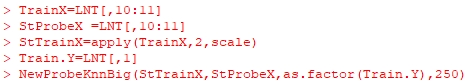 > TrainX=LNT[,10:11]
> StProbeX =LNT[,10:11]
> StTrainX=apply(TrainX,2,scale)
> Train.Y=LNT[,1]
> NewProbeKnnBig(StTrainX,StProbeX,as.factor(Train.Y),250)